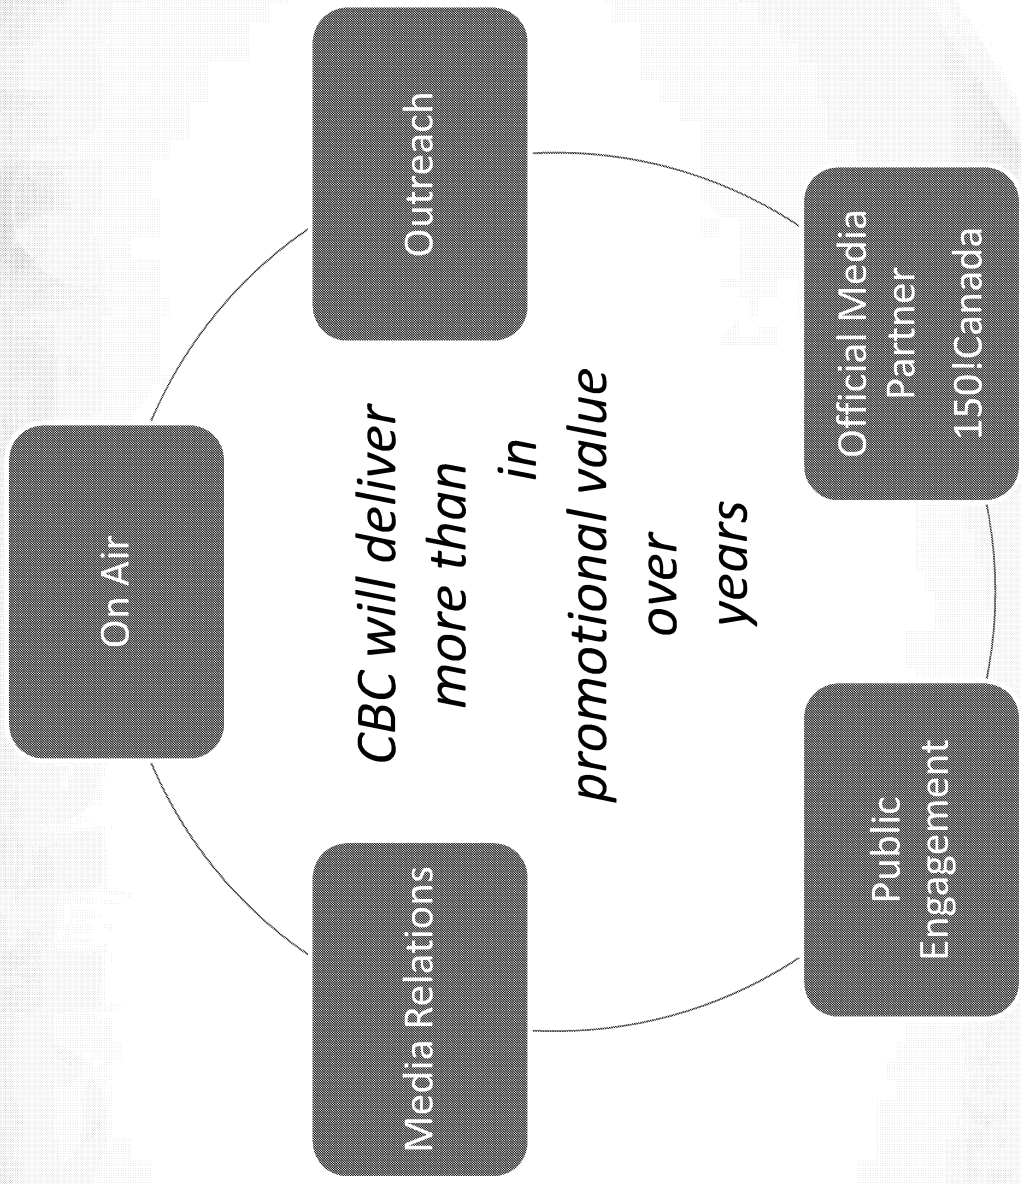 On Air
Outreach
Official Media
Partner
150!Canada
Public
Engagement
Media Relations
CBC will deliver
more than
in
promotional value
over
years